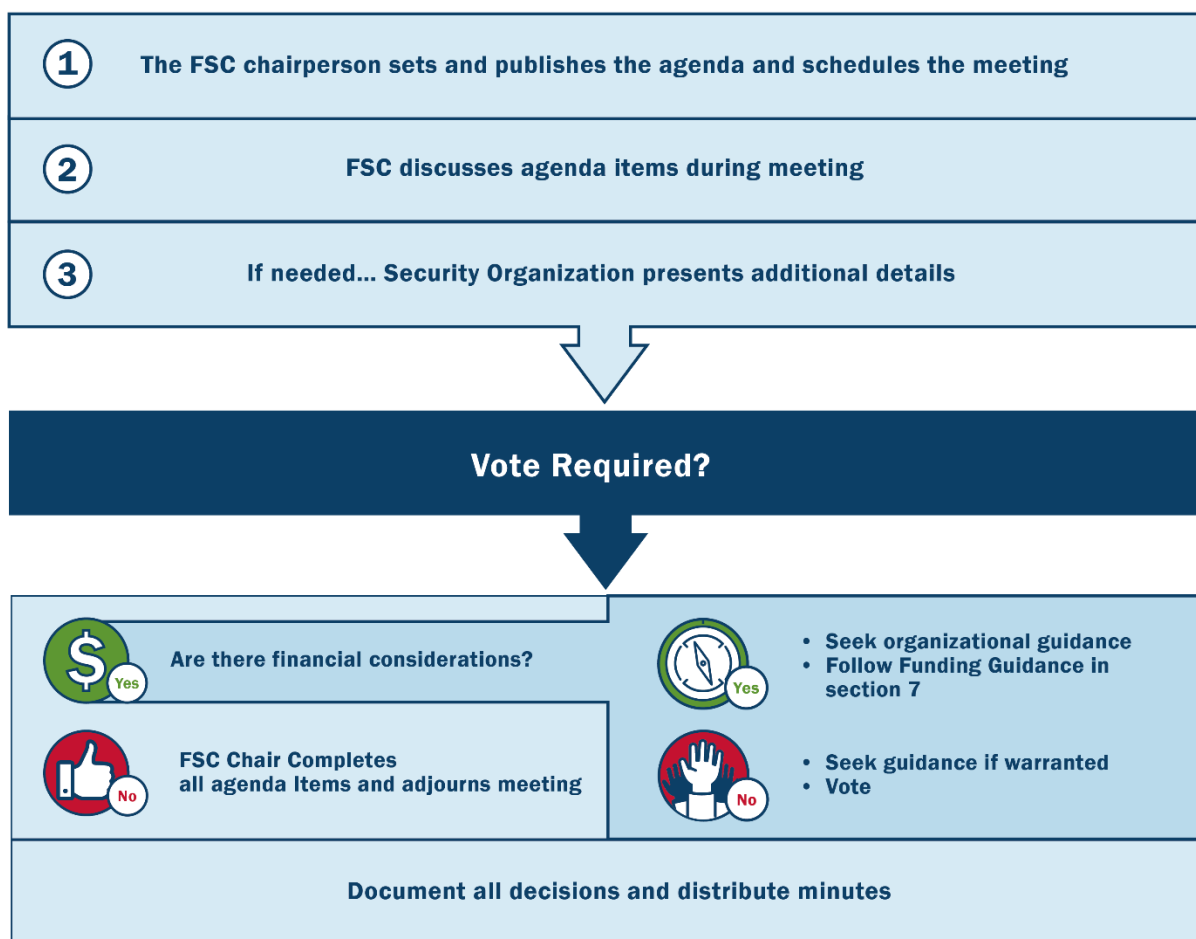 1
The FSC chairperson sets and publishes the agenda and schedules the meeting
2
FSC discusses agenda items during meeting
3
If needed... Security Organization presents additional details
Vote Required?
$
Yes
Are there financial considerations?
No
FSC Chair Completes
all agenda Items and adjourns meeting
Yes
• Seek organizational guidance
• Follow Funding Guidance in
section 7
No
• Seek guidance if warranted
• Vote
Document all decisions and distribute minutes